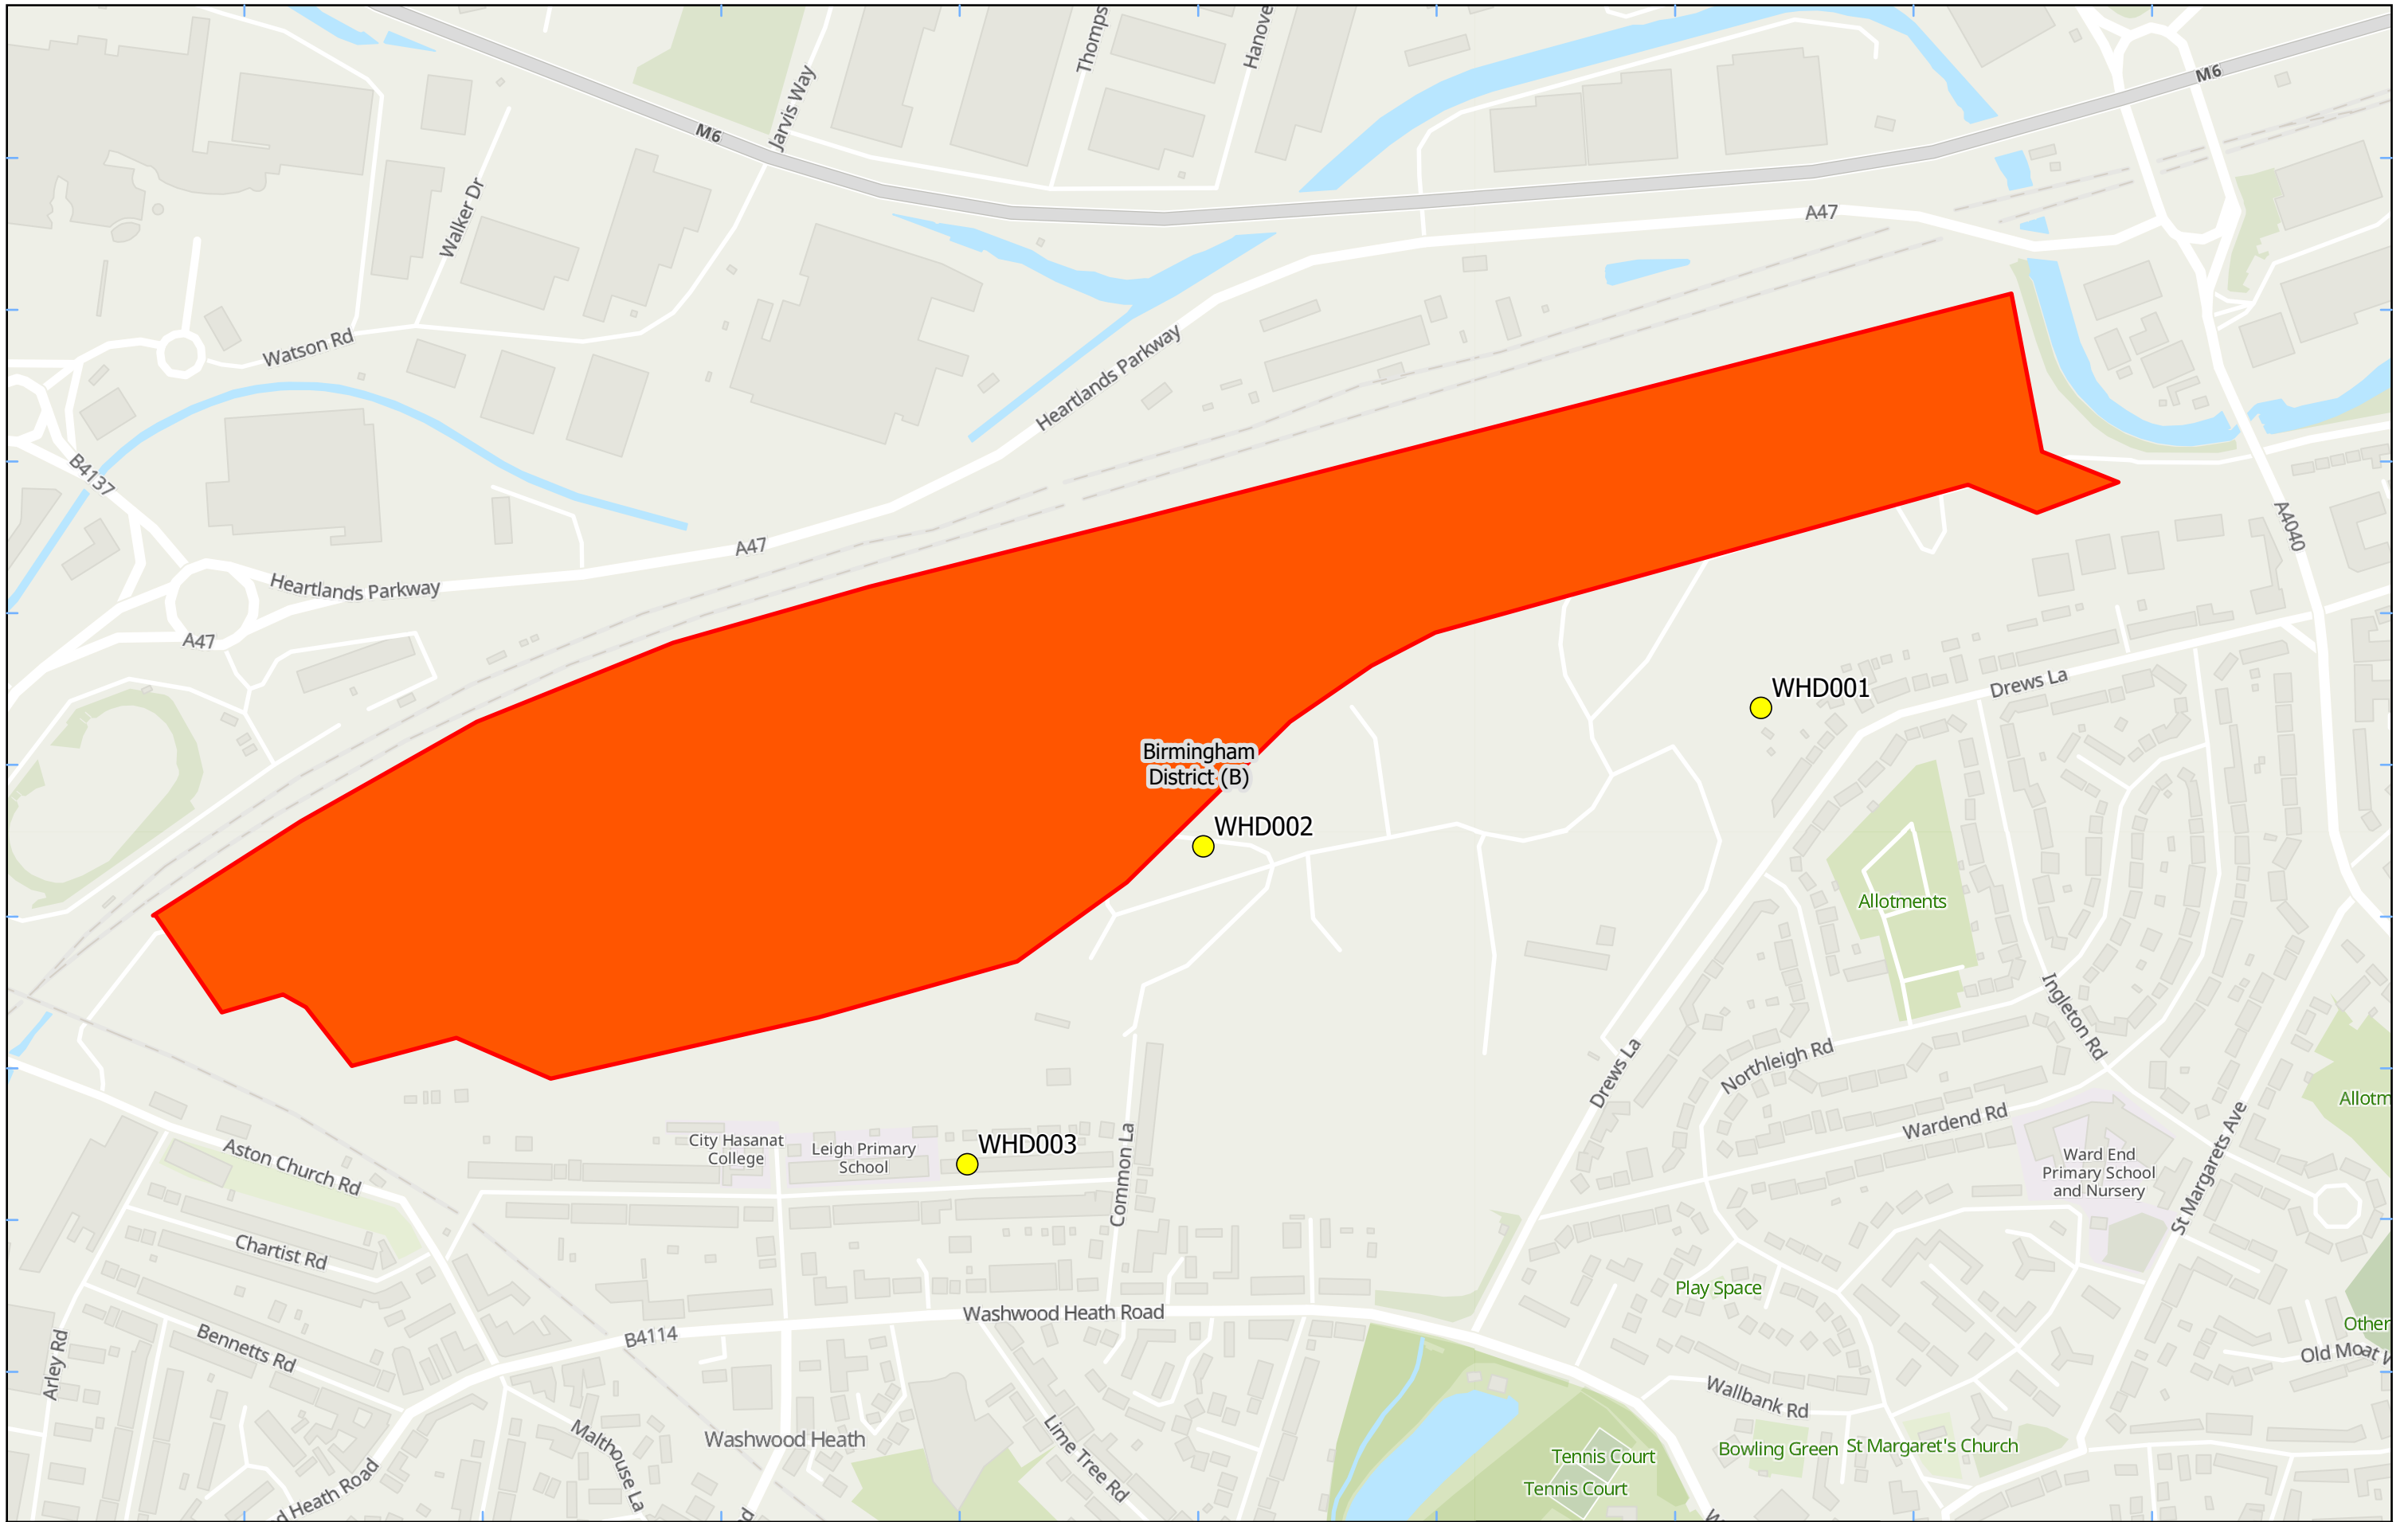 Thomps
Hanove
M6
Jarvis Way
M6
Walker Dr
A47
Watson Rd
Heartlands Parkway
B4137
A4040
A47
Heartlands Parkway
A47
Drews La
WHD001
Birmingham
District (B)
WHD002
Allotments
Ingleton Rd
Northleigh Rd
Drews La
Allotm
Wardend Rd
St Margarets Ave
City Hasanat
College
Leigh Primary
School
WHD003
Common La
Ward End
Primary School
and Nursery
Aston Church Rd
Chartist Rd
Play Space
Washwood Heath Road
B4114
Other
Bennetts Rd
Arley Rd
Old Moat W
Wallbank Rd
Washwood Heath
Malthouse La
Lime Tree Rd
Tennis Court
Tennis Court
Bowling Green
St Margaret's Church
d Heath Road
d
W